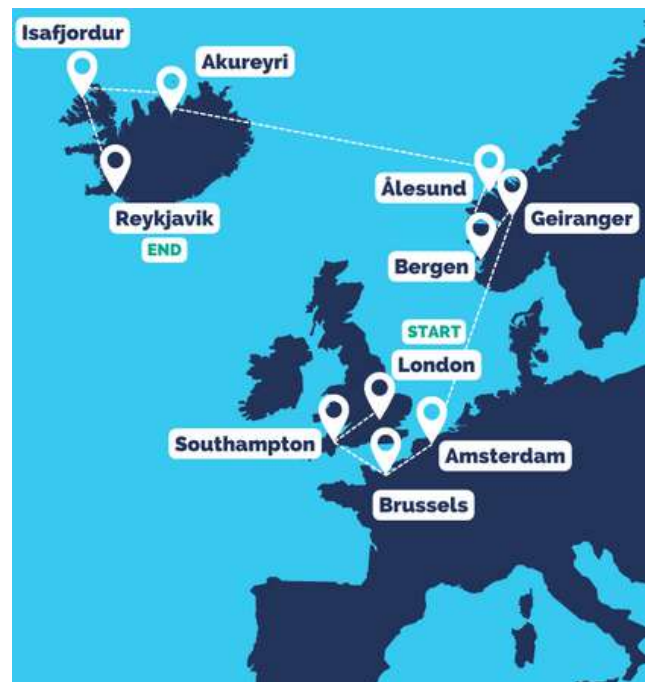 Isafjordur
Akureyri
Ålesund
Reykjavik
Geiranger
END
Bergen
START
London
Southampton
Amsterdam
Brussels